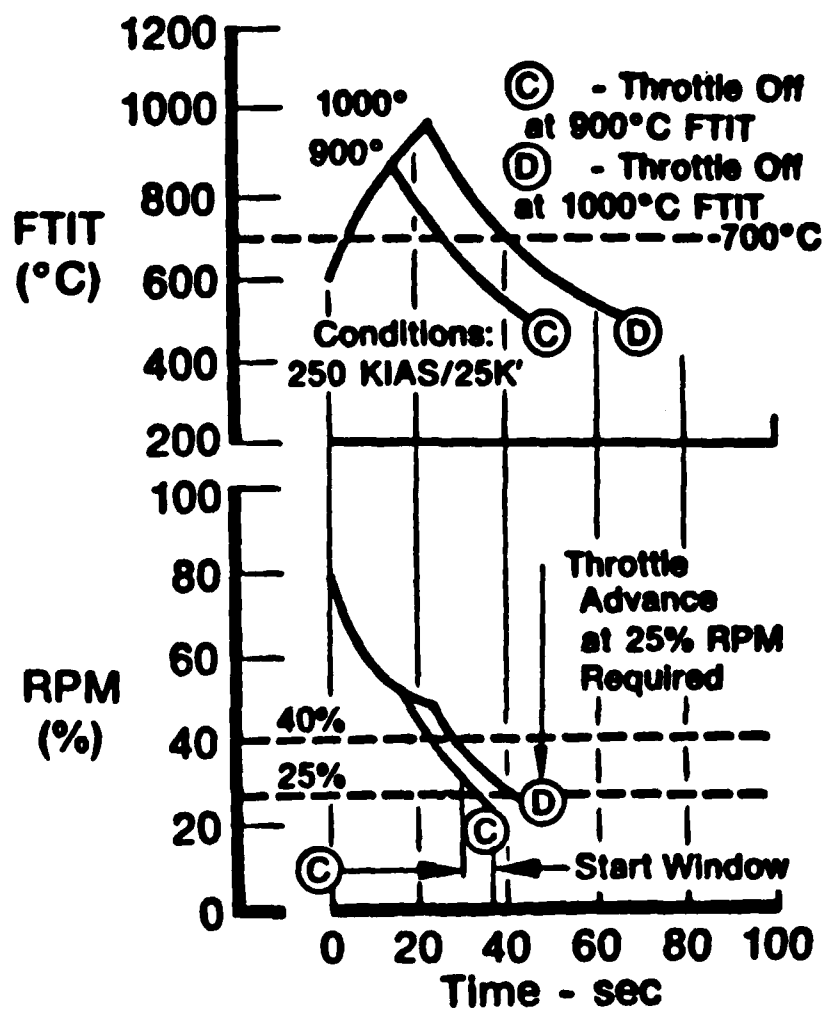 1200
1000
800
600
400
200
FTIT
(°C)
1000°
900°
Ⓒ - Throttle Off
at 900°C FTIT
Ⓓ - Throttle Off
at 1000°C FTIT
700°C
Conditions:
250 KIAS/25K'
C
D
100
80
60
40
20
0
RPM
(%)
40%
25%
Throttle
Advance
at 25% RPM
Required
D
C
C
Start Window
0 20 40 60 80 100
Time - sec